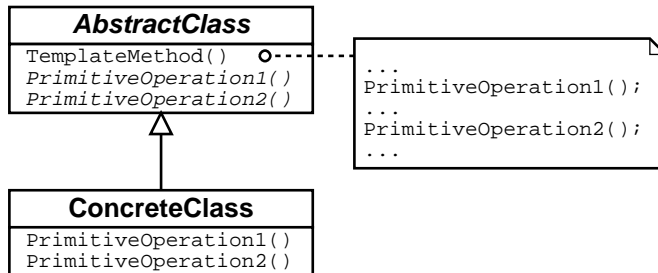 AbstractClass
TemplateMethod()
PrimitiveOperation1()
PrimitiveOperation2()
...
PrimitiveOperation1();
...
PrimitiveOperation2();
...
ConcreteClass
PrimitiveOperation1()
PrimitiveOperation2()